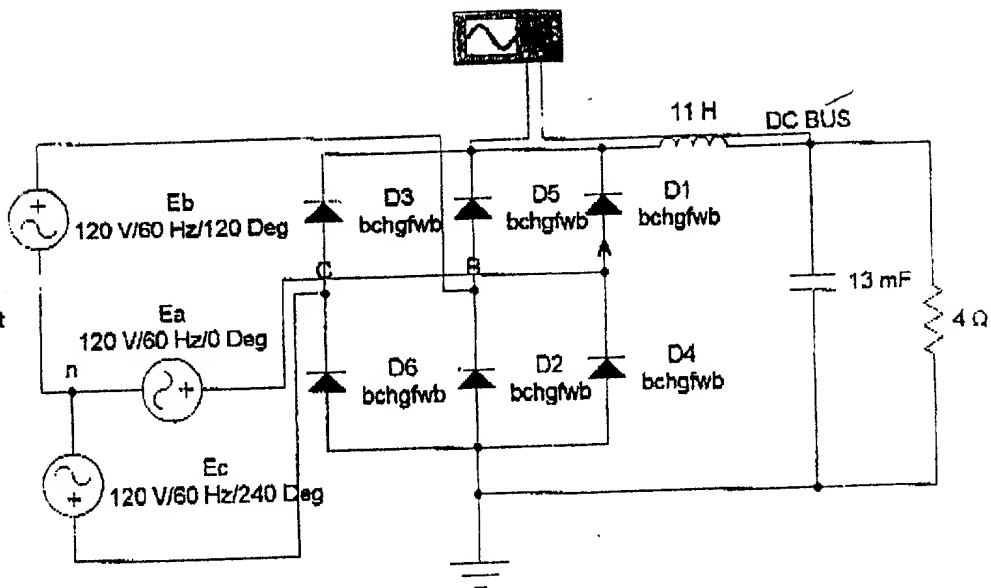 11 H
DC BUS
Eb
120 V/60 Hz/120 Deg
D3
bchgfwb
D5
bchgfwb
D1
bchgfwb
C
B
A
13 mF
4 Ω
t
Ea
120 V/60 Hz/0 Deg
n
D6
bchgfwb
D2
bchgfwb
D4
bchgfwb
Ec
120 V/60 Hz/240 Deg